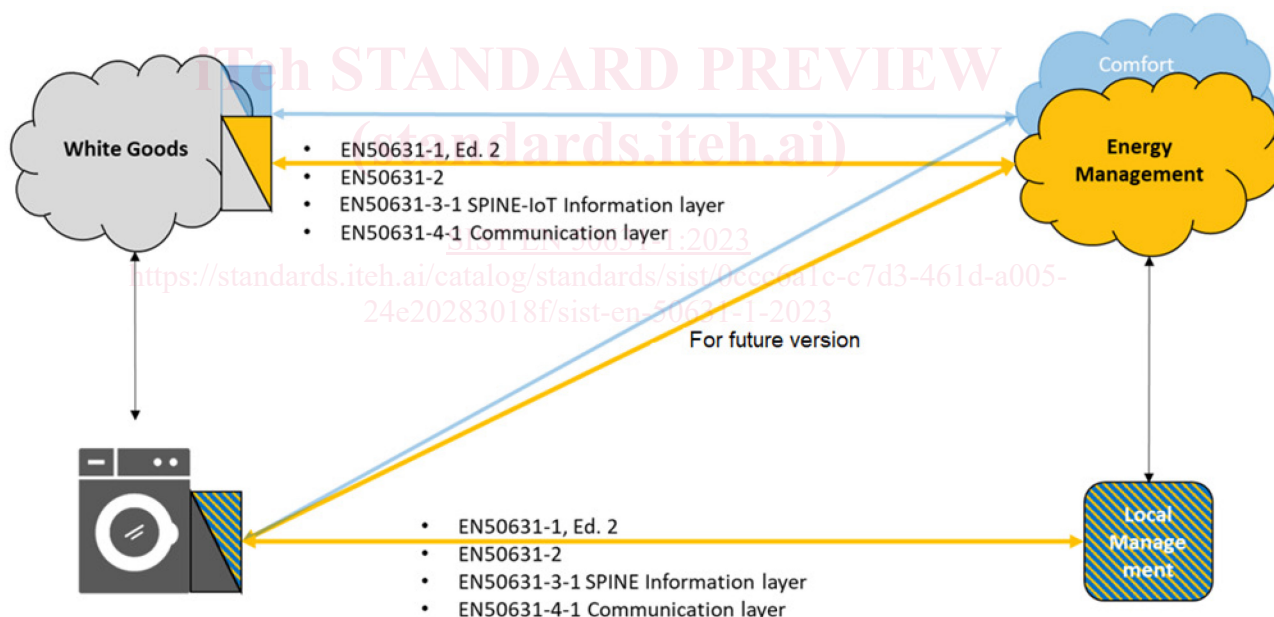 iTeh STANDARD PREVIEW
Comfort
(standards.iteh.ai)
White Goods
• EN50631-1, Ed. 2
• EN50631-2
• EN50631-3-1 SPINE-IoT Information layer
• EN50631-4-1 Communication layer
Energy
Management
SIST EN 50631-1:2023
https://standards.iteh.ai/catalog/standards/sist/0ccc6a1c-c7d3-461d-a005-
24e20283018f/sist-en-50631-1-2023
For future version
• EN50631-1, Ed. 2
• EN50631-2
• EN50631-3-1 SPINE Information layer
• EN50631-4-1 Communication layer
Local
Manage
ment